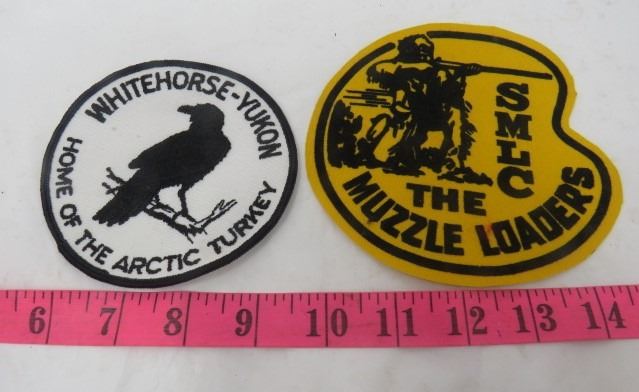 WHITEHORSE-YUKON
HOME OF THE ARCTIC TURKEY
SMLC
THE
MUZZLE LOADERS
6 7 8 9 10 11 12 13 14